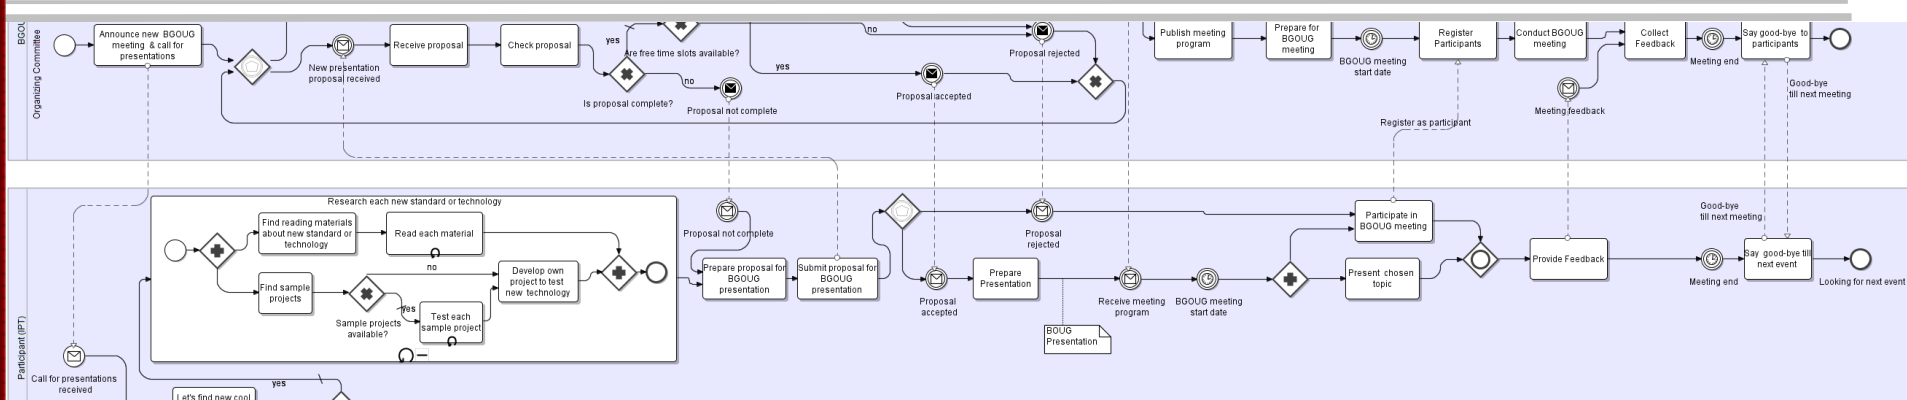 BGOU
Organizing Committee
Announce new BGOUG
meeting & call for
presentations
New presentation
proposal received
Receive proposal
Check proposal
yes
Are free time slots available?
Is proposal complete?
no
Proposal not complete
yes
no
Proposal accepted
Proposal rejected
Publish meeting
program
Prepare for
BGOUG
meeting
BGOUG meeting
start date
Register
Participants
Register as participant
Conduct BGOUG
meeting
Meeting feedback
Collect
Feedback
Meeting end
Say good-bye to
participants
Good-bye
till next meeting
Participant (IPT)
Call for presentations
received
Research each new standard or technology
Find reading materials
about new standard or
technology
Read each material
Find sample
projects
no
Sample projects
available?
yes
Test each
sample project
Develop own
project to test
new technology
yes
Let's find new cool
Proposal not complete
Prepare proposal for
BGOUG
presentation
Submit proposal for
BGOUG
presentation
Proposal
accepted
Proposal
rejected
Prepare
Presentation
BOUG
Presentation
Receive meeting
program
BGOUG meeting
start date
Participate in
BGOUG meeting
Present chosen
topic
Provide Feedback
Good-bye
till next meeting
Meeting end
Say good-bye till
next event
Looking for next event